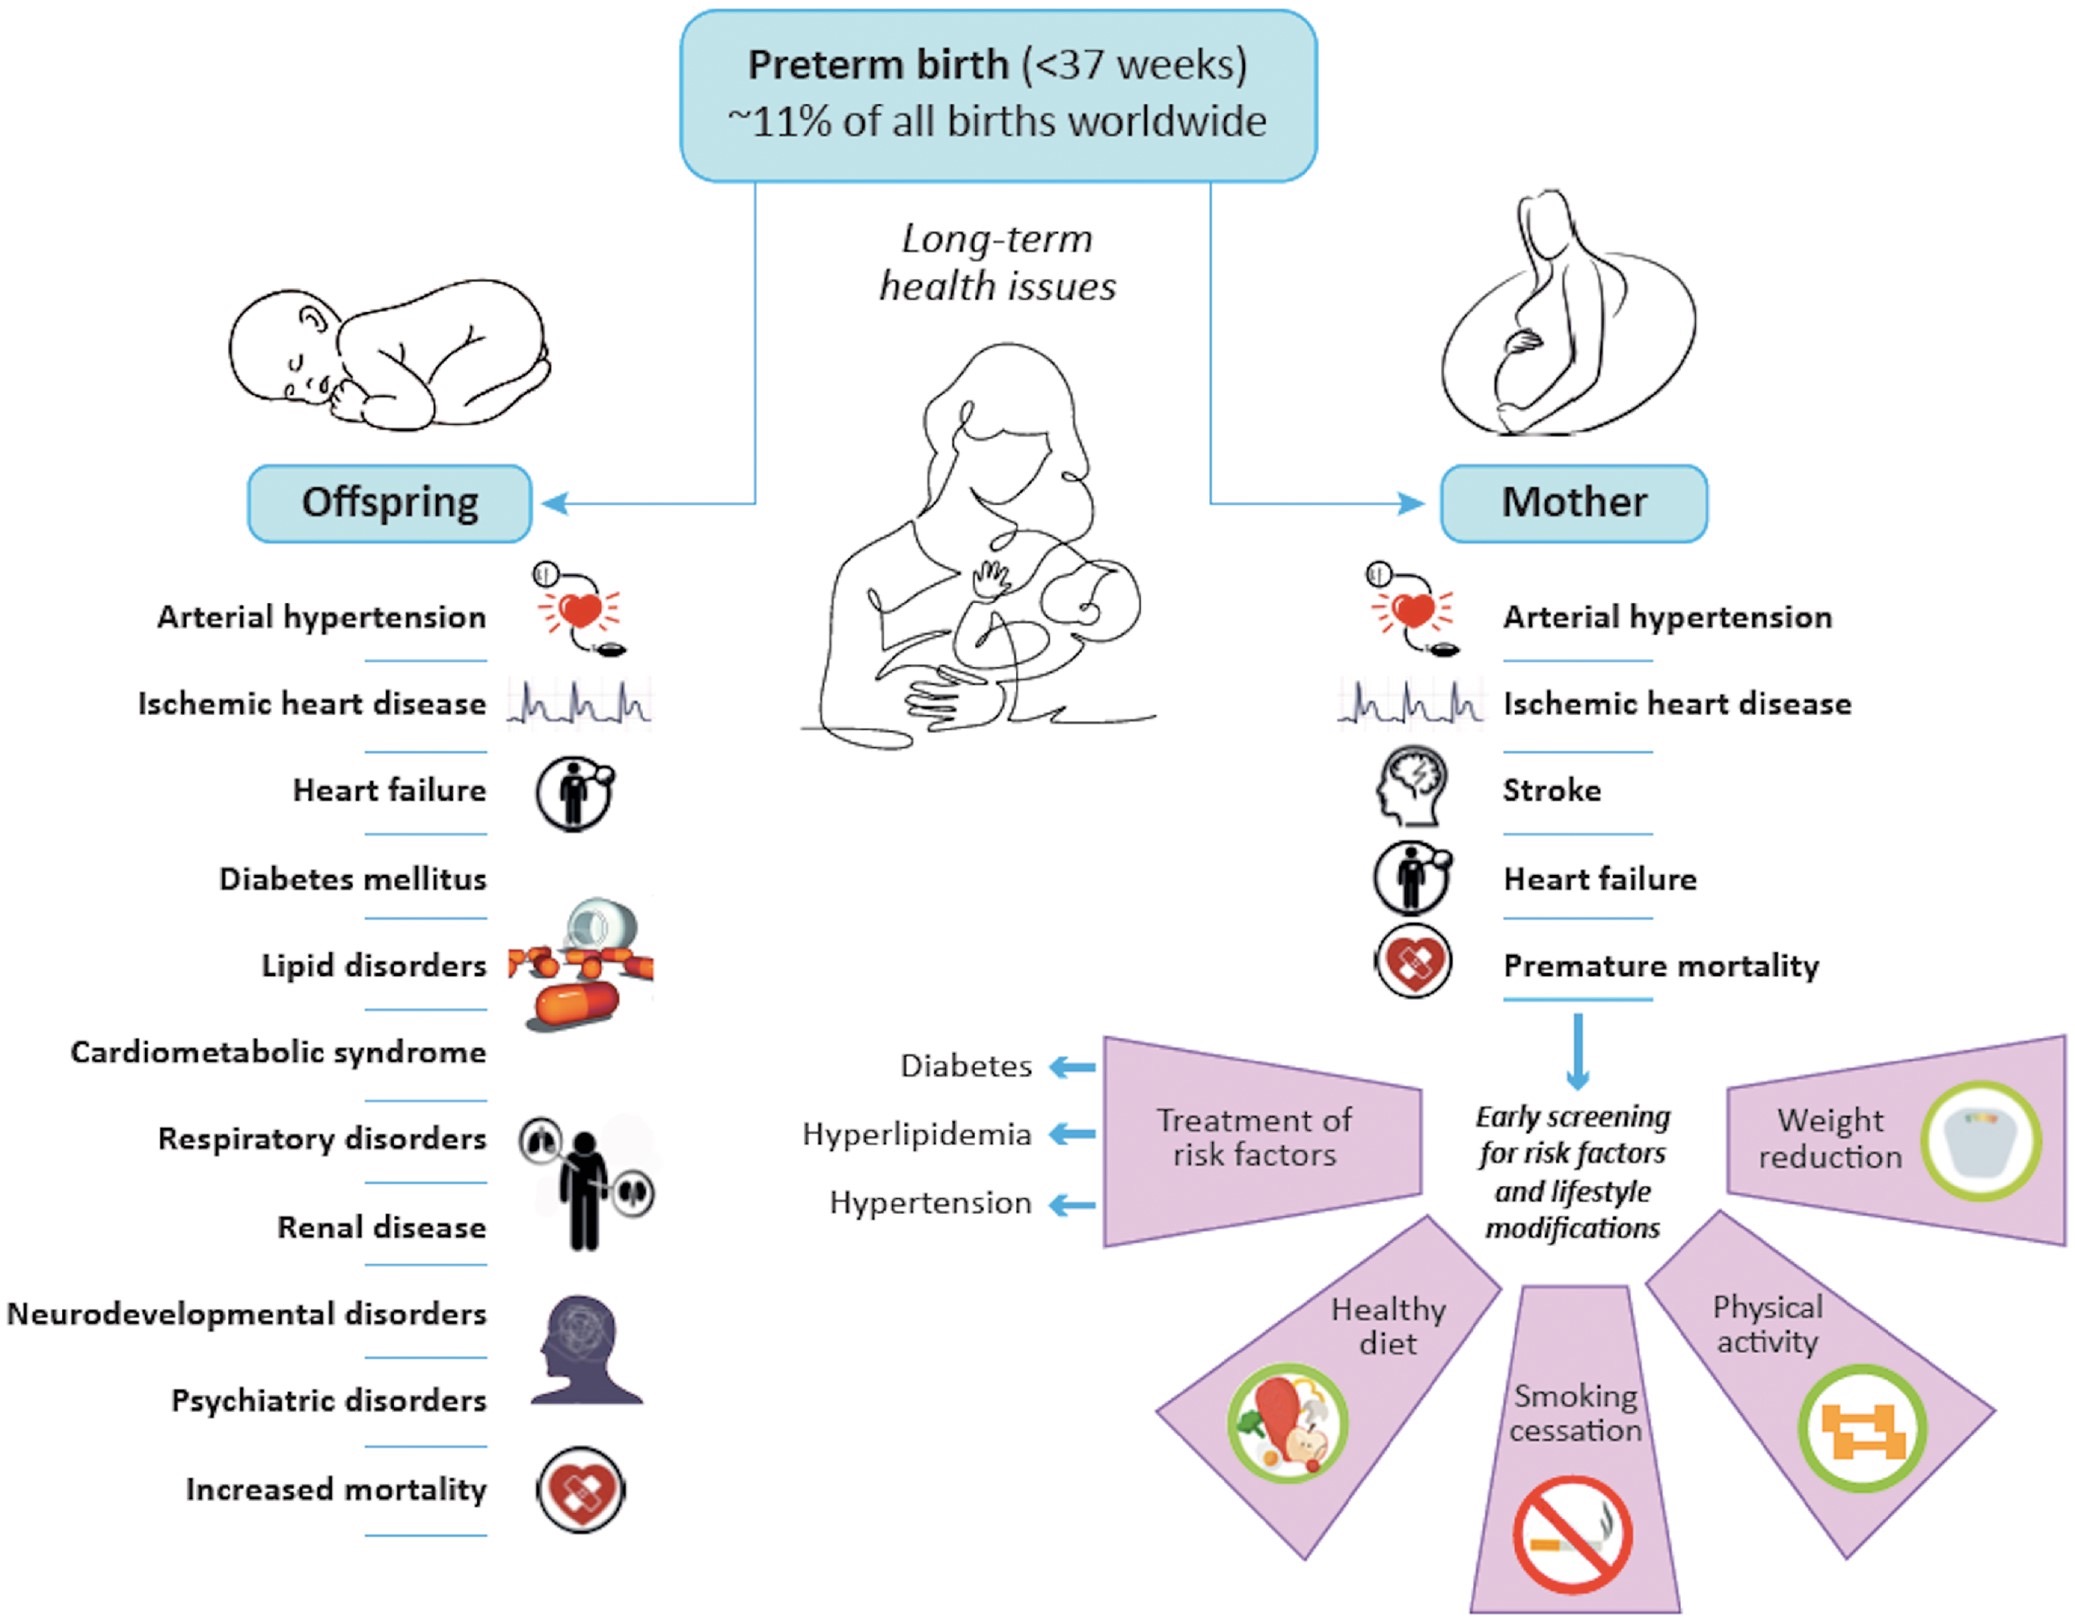 Preterm birth (<37 weeks)
~11% of all births worldwide
Long-term
health issues
Offspring
Arterial hypertension
Ischemic heart disease
Heart failure
Diabetes mellitus
Lipid disorders
Cardiometabolic syndrome
Respiratory disorders
Renal disease
Neurodevelopmental disorders
Psychiatric disorders
Increased mortality
Mother
Arterial hypertension
Ischemic heart disease
Stroke
Heart failure
Premature mortality
Early screening
for risk factors
and lifestyle
modifications
Treatment of
risk factors
Diabetes
Hyperlipidemia
Hypertension
Healthy
diet
Smoking
cessation
Physical
activity
Weight
reduction